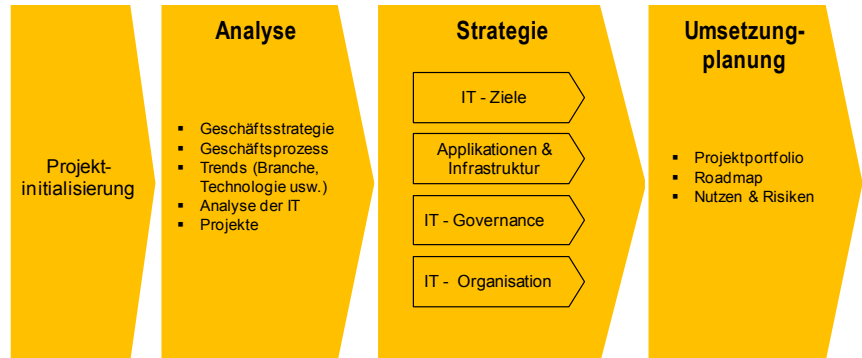 Projekt-
initialisierung
Analyse
▪ Geschäftsstrategie
▪ Geschäftsprozess
▪ Trends (Branche,
Technologie usw.)
▪ Analyse der IT
▪ Projekte
Strategie
IT - Ziele
Applikationen &
Infrastruktur
IT - Governance
IT - Organisation
Umsetzung-
planung
▪ Projektportfolio
▪ Roadmap
▪ Nutzen & Risiken